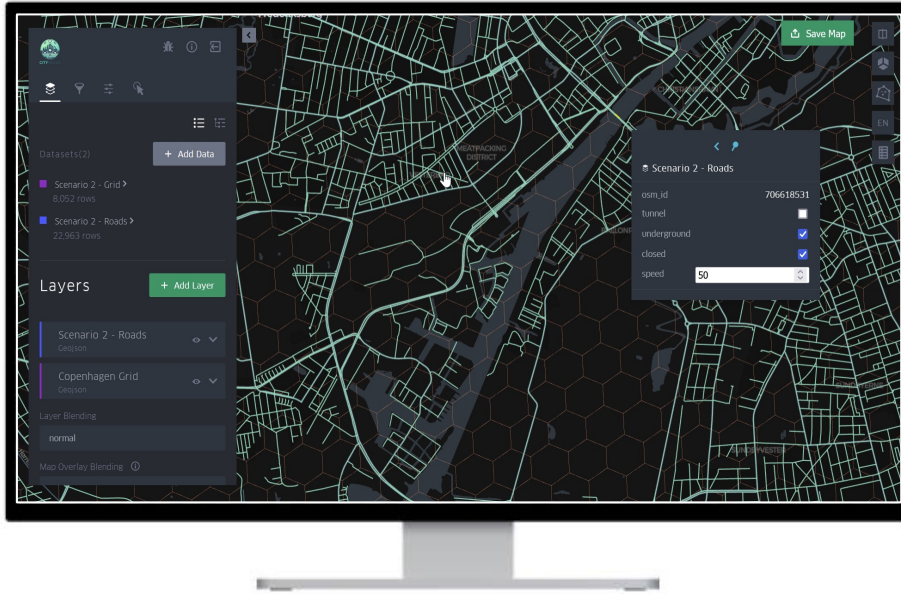 Save Map
EN
Datasets(2)
+ Add Data
Scenario 2 - Grid >
8,052 rows
Scenario 2 - Roads >
22,963 rows
Layers
+ Add Layer
Scenario 2 - Roads
Geojson
Copenhagen Grid
Geojson
Layer Blending
normal
Map Overlay Blending
MEATPACKING
DISTRICT
Scenario 2 - Roads
osm_id 706618531
tunnel
underground
closed
speed 50
SUNDBYVESTER